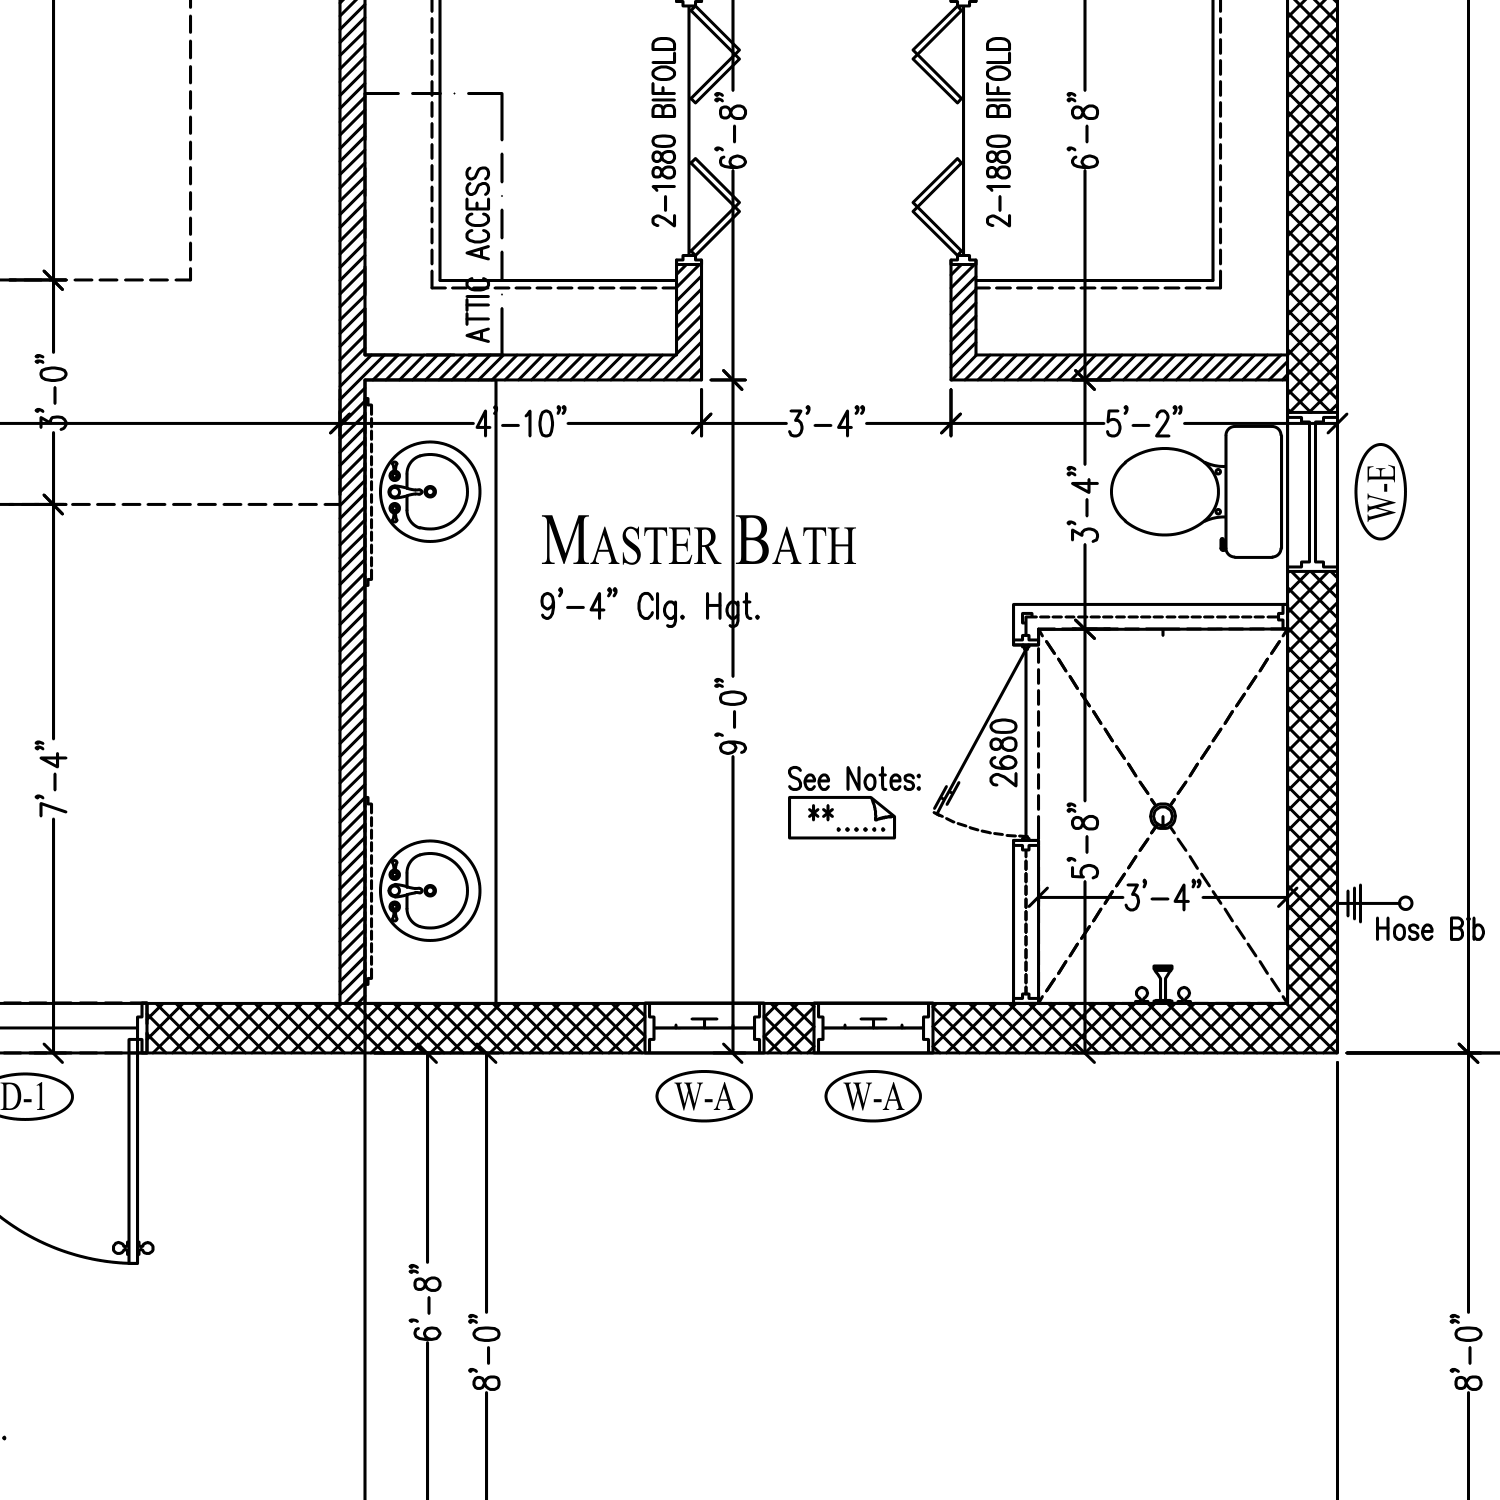 2-1880 BIFOLD
6'-8"
2-1880 BIFOLD
6'-8"
ATTIC ACCESS
3'-0"
4'-10"
3'-4"
5'-2"
3'-4"
W-E
MASTER BATH
9'-4" Clg. Hgt.
9'-0"
7'-4"
2680
See Notes:
**......
5'-8"
3'-4"
Hose Bib
D-1
W-A
W-A
6'-8"
8'-0"
8'-0"